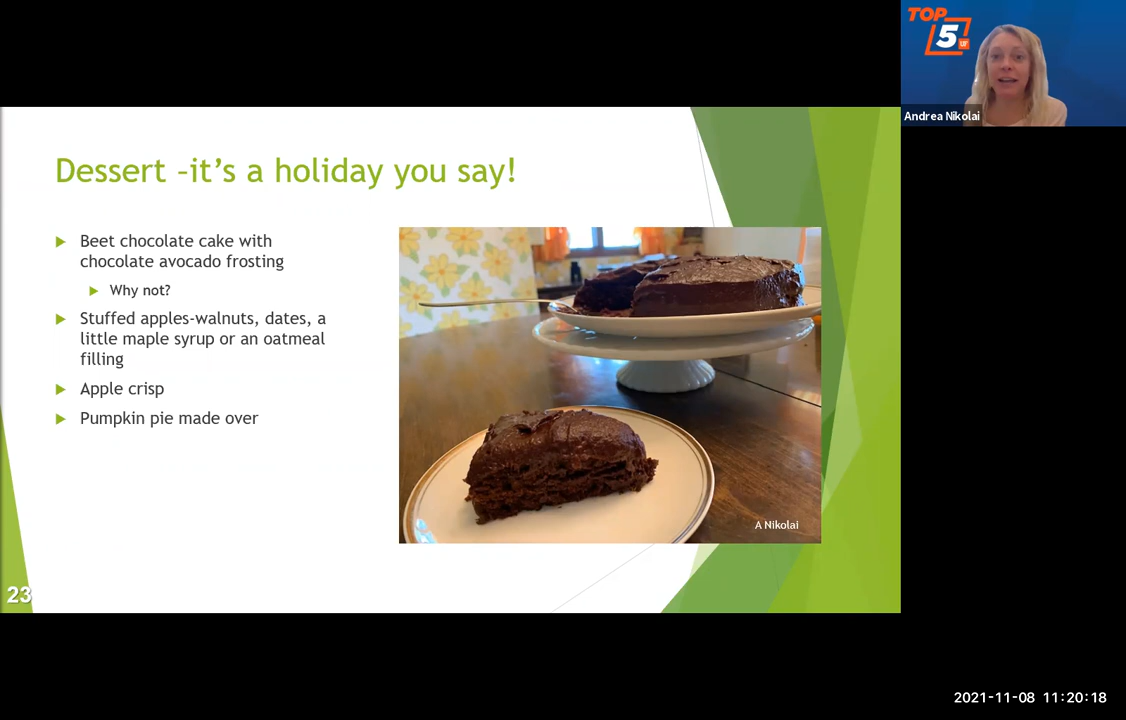 TOP
5
UF
Andrea Nikolai
Dessert –it’s a holiday you say!
Beet chocolate cake with
chocolate avocado frosting
Why not?
Stuffed apples-walnuts, dates, a
little maple syrup or an oatmeal
filling
Apple crisp
Pumpkin pie made over
A Nikolai
23
2021-11-08 11:20:18